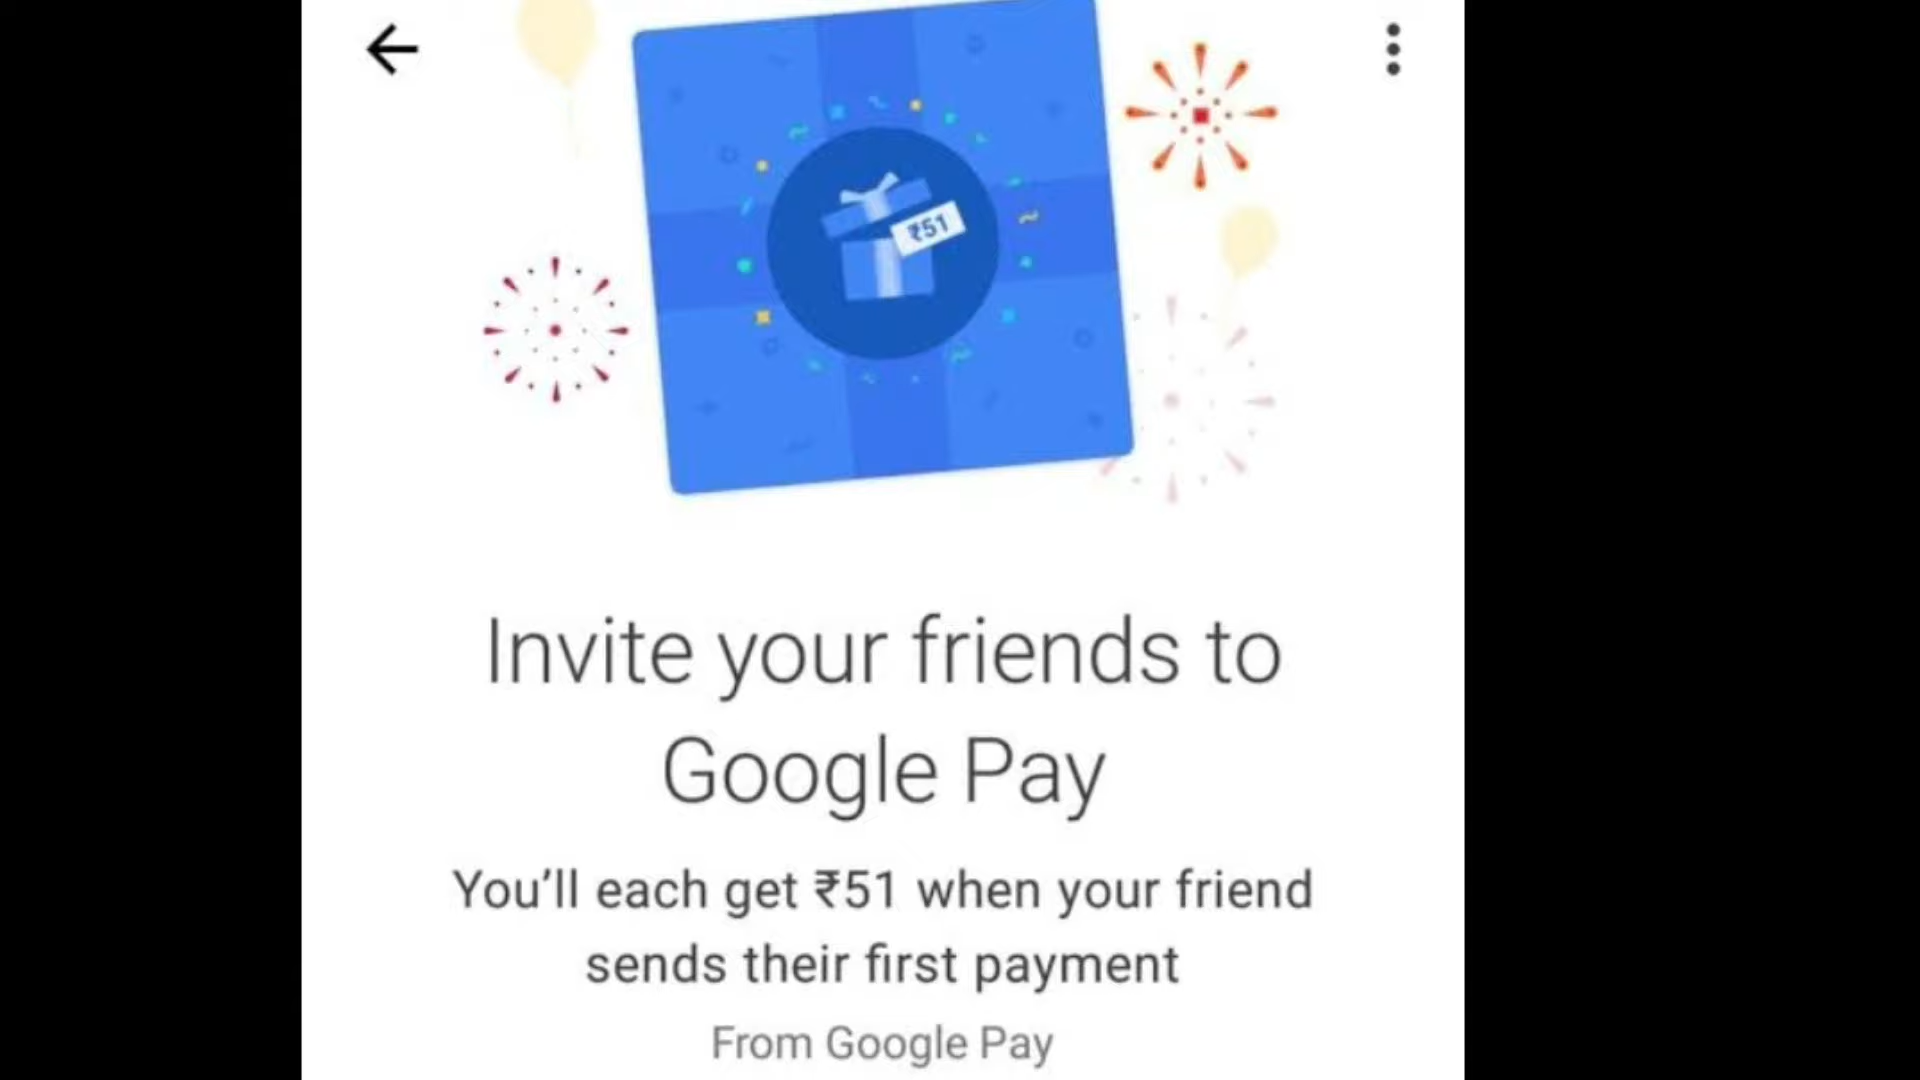 ₹51
Invite your friends to
Google Pay
You’ll each get ₹51 when your friend
sends their first payment
From Google Pay